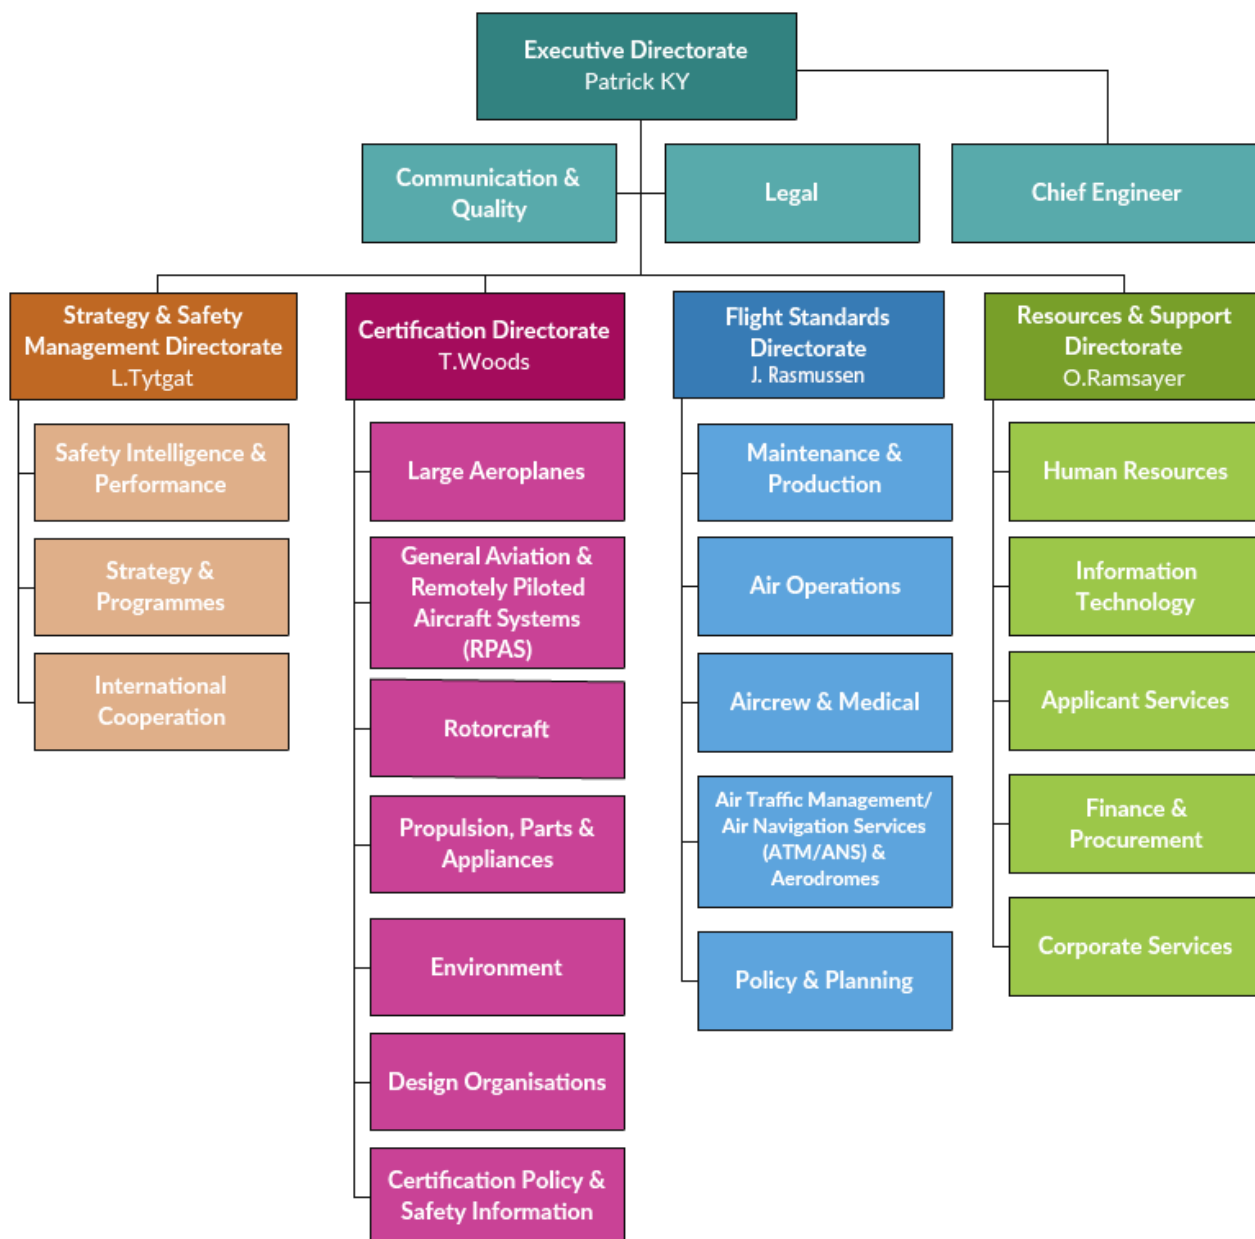 Executive Directorate
Patrick KY
Communication &
Quality
Legal
Chief Engineer
Strategy & Safety
Management Directorate
L.Tytgat
Safety Intelligence &
Performance
Strategy &
Programmes
International
Cooperation
Certification Directorate
T.Woods
Large Aeroplanes
General Aviation &
Remotely Piloted
Aircraft Systems
(RPAS)
Rotorcraft
Propulsion, Parts &
Appliances
Environment
Design Organisations
Certification Policy &
Safety Information
Flight Standards
Directorate
J. Rasmussen
Maintenance &
Production
Air Operations
Aircrew & Medical
Air Traffic Management/
Air Navigation Services
(ATM/ANS) &
Aerodromes
Policy & Planning
Resources & Support
Directorate
O.Ramsayer
Human Resources
Information
Technology
Applicant Services
Finance &
Procurement
Corporate Services